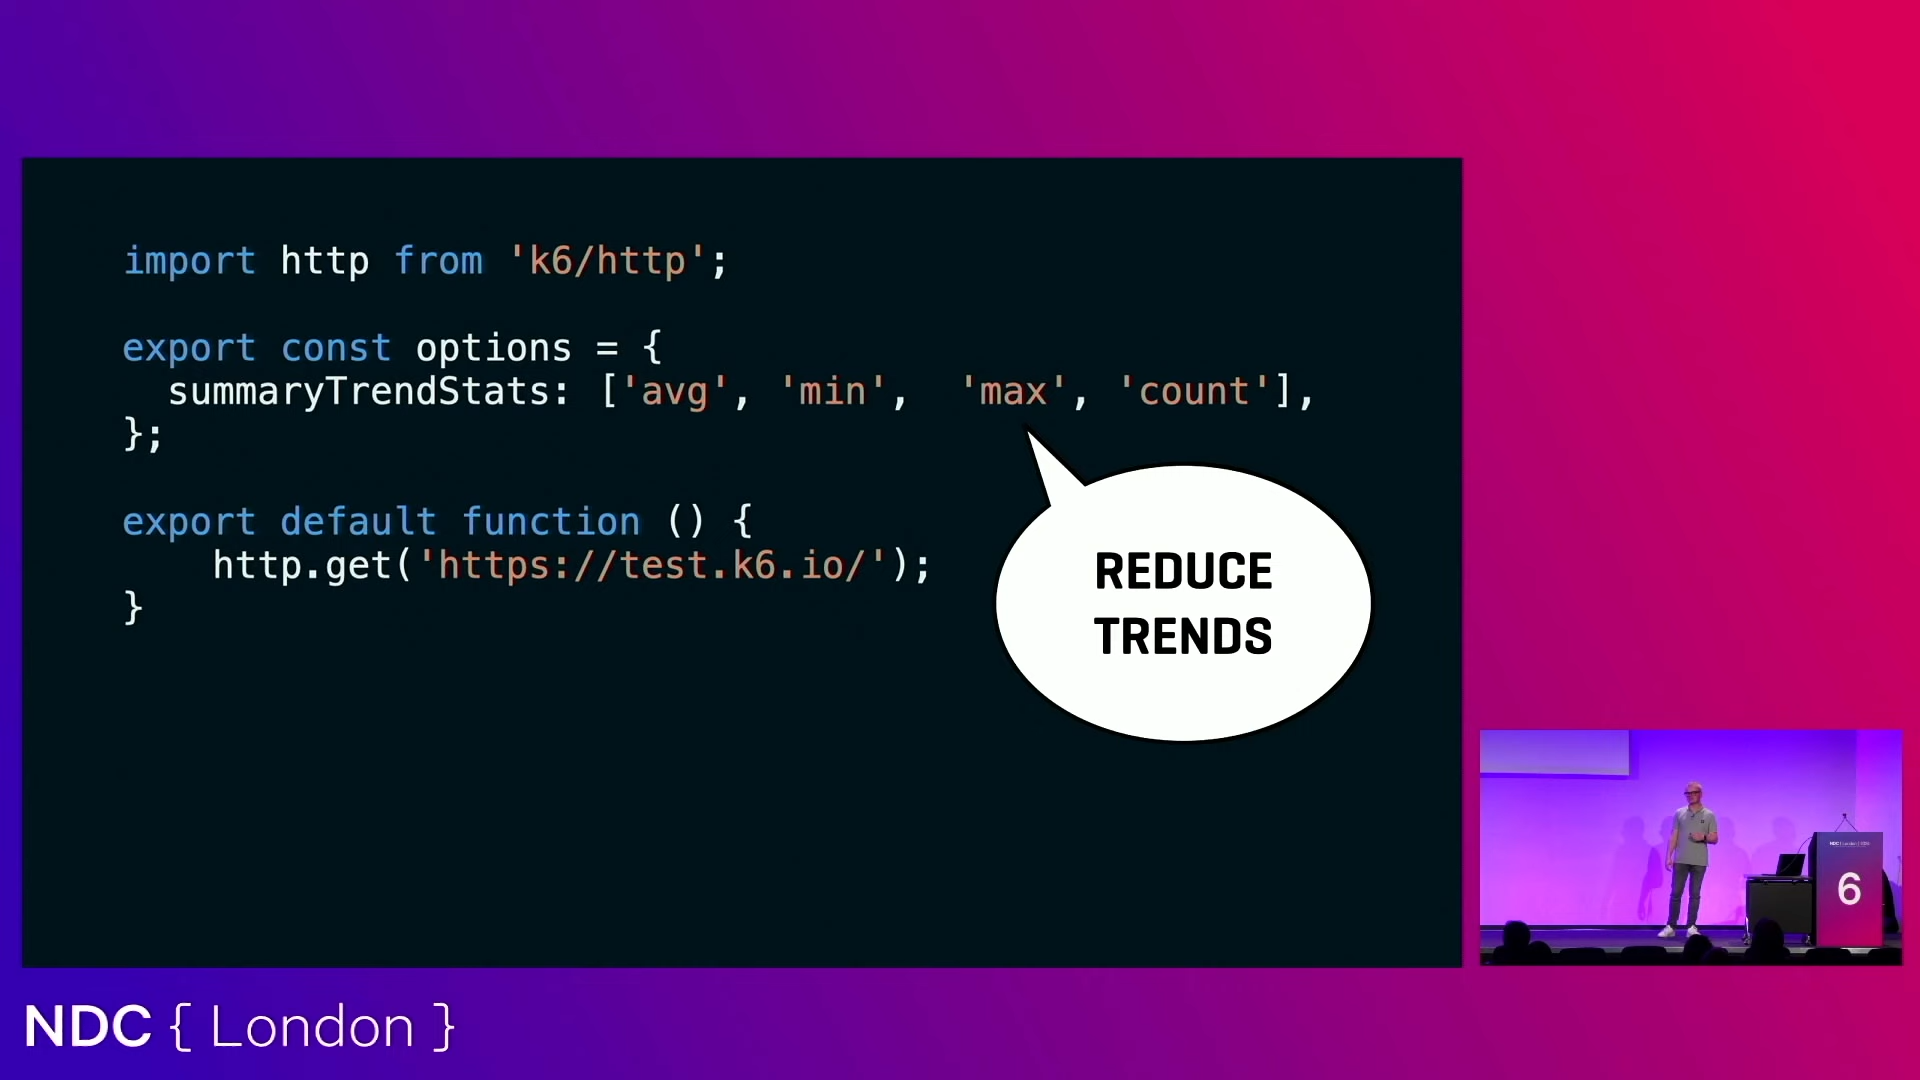 import http from 'k6/http';
export const options = {
  summaryTrendStats: ['avg', 'min',  'max', 'count'],
};
export default function () {
    http.get('https://test.k6.io/');
}
REDUCE
TRENDS
6
NDC { London }